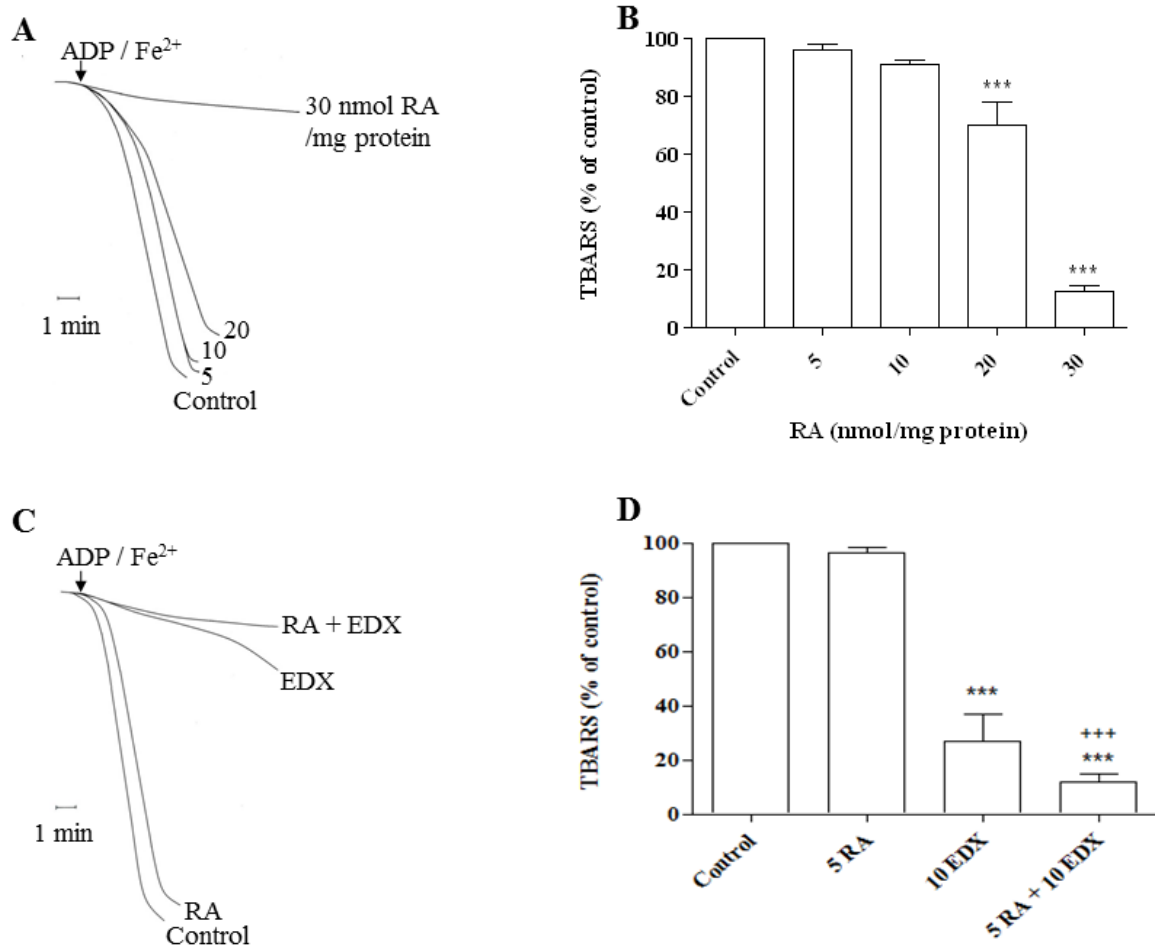 A
ADP / Fe²⁺
30 nmol RA
/mg protein
20
10
5
Control
1 min
B
TBARS (% of control)
100
80
60
40
20
0
***
***
Control
5
10
20
30
RA (nmol/mg protein)
C
ADP / Fe²⁺
RA + EDX
EDX
1 min
RA
Control
D
TBARS (% of control)
100
80
60
40
20
0
***
+++
***
Control
5 RA
10 EDX
5 RA + 10 EDX